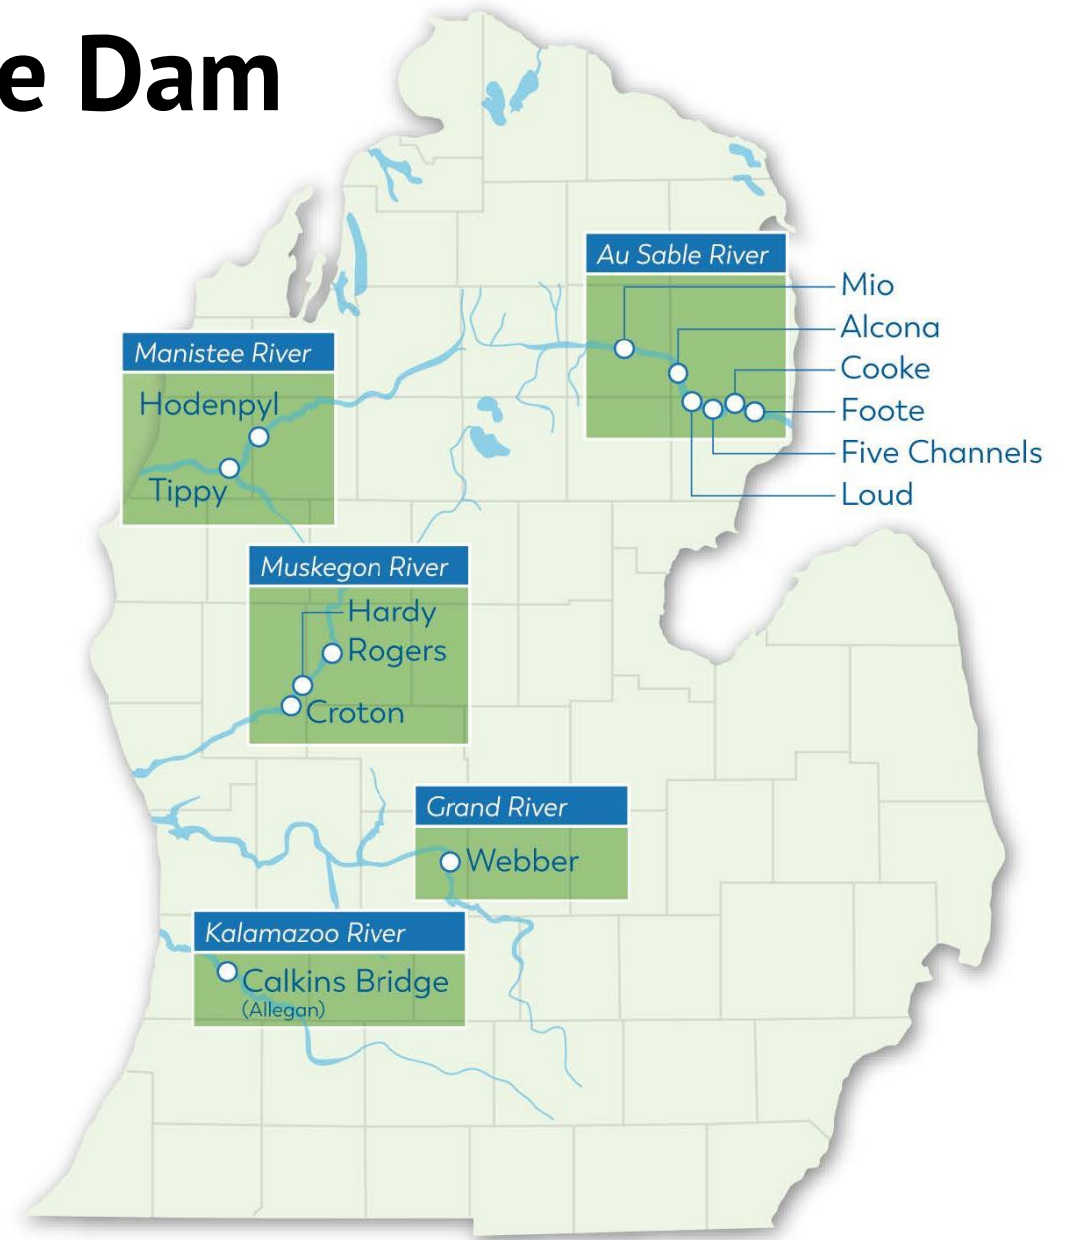 e Dam
Au Sable River
Mio
Alcona
Cooke
Foote
Five Channels
Loud
Manistee River
Hodenpyl
Tippy
Muskegon River
Hardy
Rogers
Croton
Grand River
Webber
Kalamazoo River
Calkins Bridge
(Allegan)